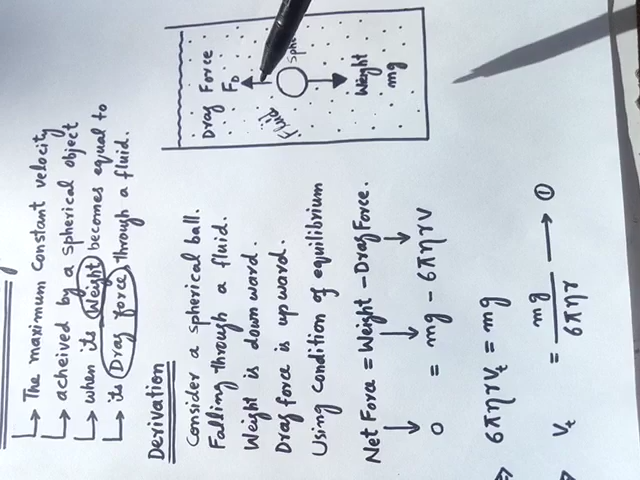 ↳ The maximum Constant velocity
↳ acheived by a spherical object
↳ when its Weight becomes equal to
↳ its Drag force, through a fluid.
Derivation
Consider a spherical ball.
Falling through a fluid.
Weight is downward.
Drag force is upward.
Using Condition of equilibrium
Net Force = Weight - Drag Force.
0 = mg - 6πηrv
⇒ 6πηrVₜ = mg
⇒ Vₜ = mg / 6πηr → ①
Drag Force
F_D
Fluid
Weight
mg